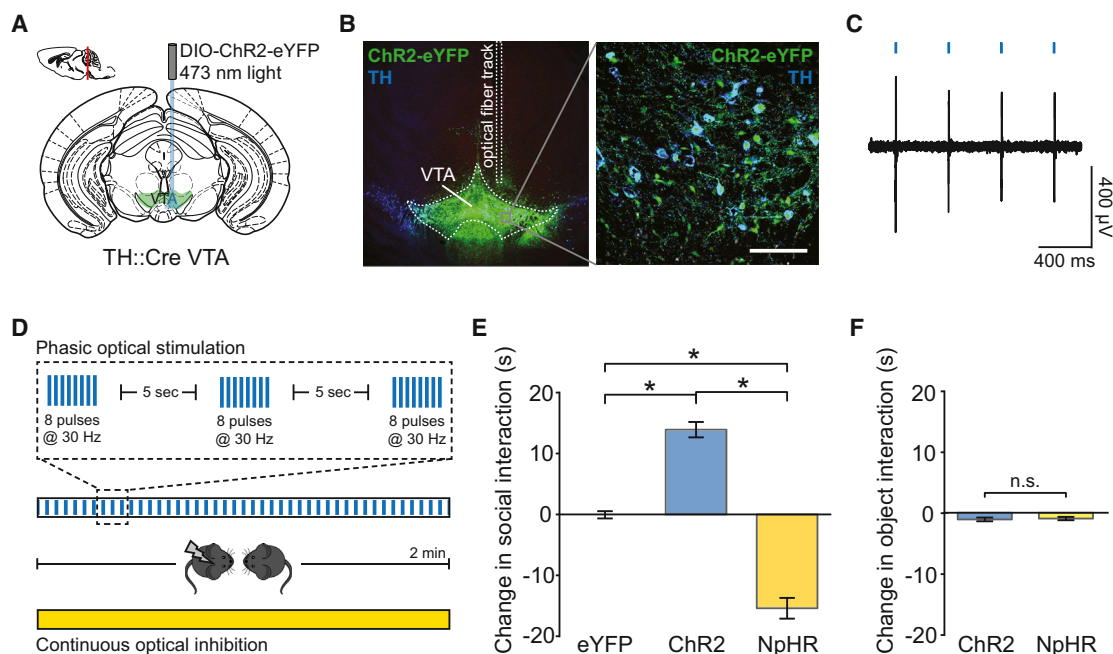 A
DIO-ChR2-eYFP
473 nm light
VTA
TH::Cre VTA
B
ChR2-eYFP
TH
optical fiber track
VTA
ChR2-eYFP
TH
C
400 µV
400 ms
D
Phasic optical stimulation
5 sec
5 sec
8 pulses
@ 30 Hz
8 pulses
@ 30 Hz
8 pulses
@ 30 Hz
2 min
Continuous optical inhibition
E
Change in social interaction (s)
20
10
0
-10
-20
*
*
*
eYFP
ChR2
NpHR
F
Change in object interaction (s)
20
10
0
-10
-20
n.s.
ChR2
NpHR